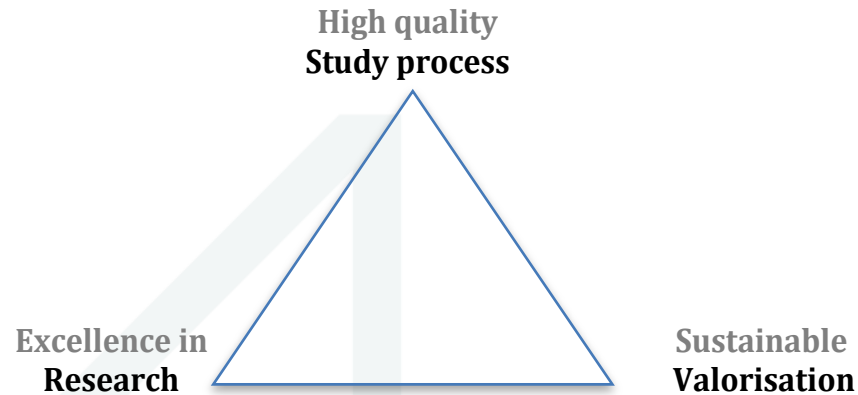 High quality
Study process
Excellence in
Research
Sustainable
Valorisation